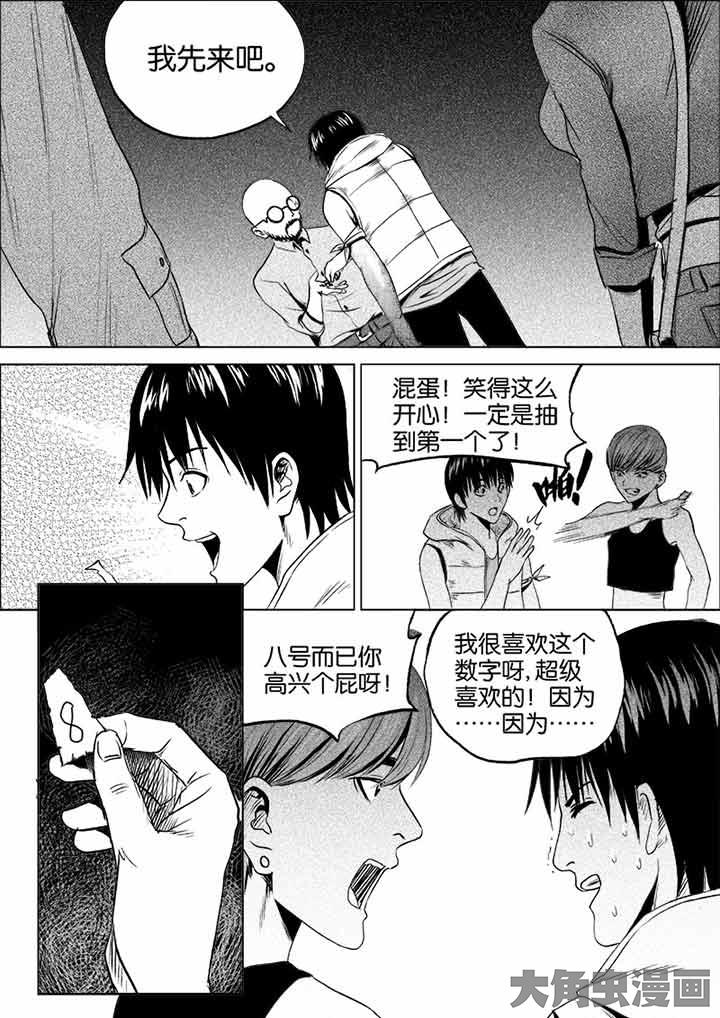 我先来吧。
混蛋！笑得这么
开心！一定是抽
到第一个了！
啪！
8
八号而已你
高兴个屁呀！
我很喜欢这个
数字呀,超级
喜欢的！因为
……因为……
大角虫漫画